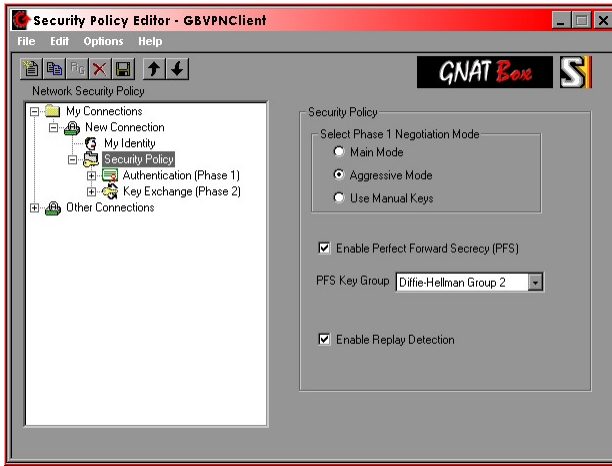 Security Policy Editor - GBVPNClient
File Edit Options Help
GNAT Box
Network Security Policy
My Connections
New Connection
My Identity
Security Policy
Authentication (Phase 1)
Key Exchange (Phase 2)
Other Connections
Security Policy
Select Phase 1 Negotiation Mode
Main Mode
Aggressive Mode
Use Manual Keys
Enable Perfect Forward Secrecy (PFS)
PFS Key Group Diffie-Hellman Group 2
Enable Replay Detection